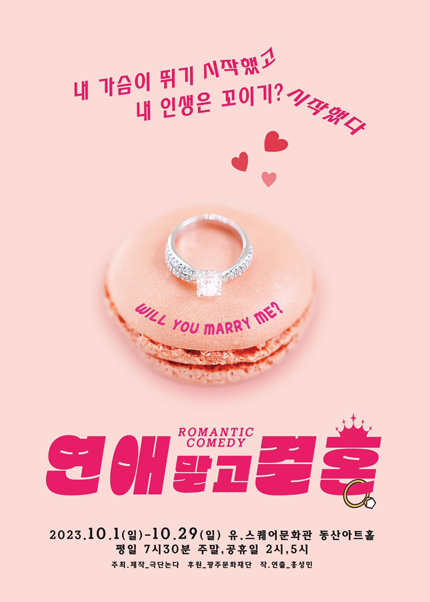 내 가슴이 뛰기 시작했고
내 인생은 꼬이기? 시작했다
WILL YOU MARRY ME?
ROMANTIC
COMEDY
연애말고결혼
2023.10.1(일)-10.29(일) 유.스퀘어문화관 동산아트홀
평일 7시30분 주말,공휴일 2시,5시
주최.제작_극단논다 후원_광주문화재단 작.연출_홍성민